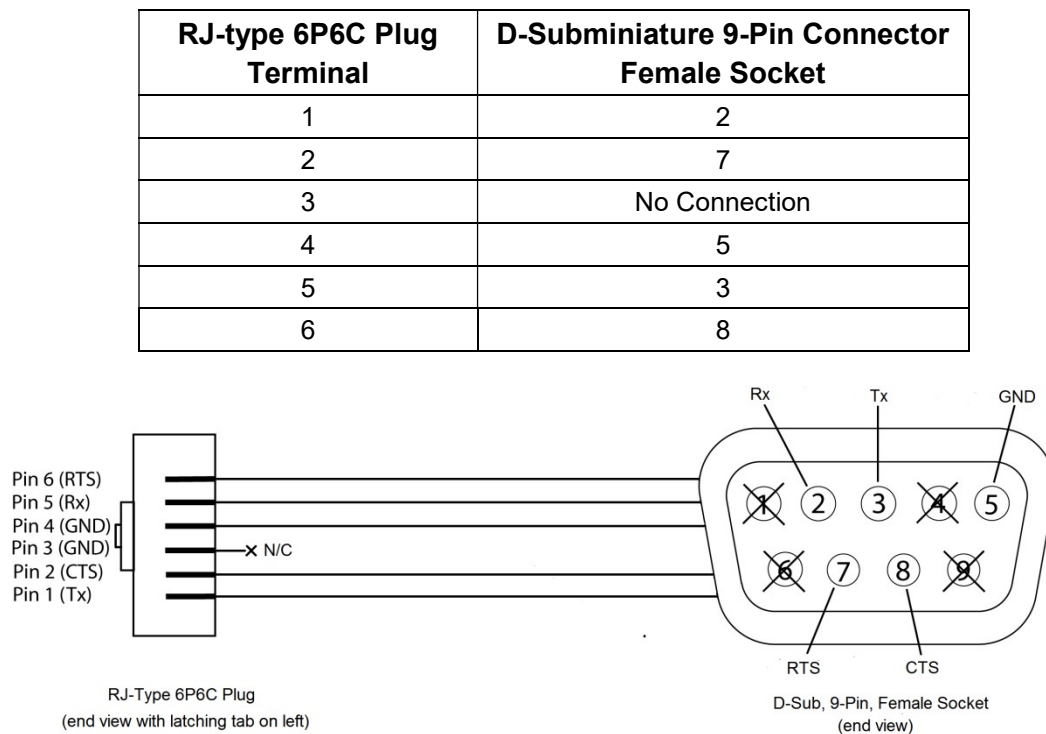 RJ-type 6P6C Plug Terminal
D-Subminiature 9-Pin Connector Female Socket
1 2
2 7
3 No Connection
4 5
5 3
6 8
Rx Tx GND
Pin 6 (RTS)
Pin 5 (Rx)
Pin 4 (GND)
Pin 3 (GND)
Pin 2 (CTS)
Pin 1 (Tx)
N/C
1 2 3 4 5
6 7 8 9
RTS CTS
RJ-Type 6P6C Plug
(end view with latching tab on left)
D-Sub, 9-Pin, Female Socket
(end view)